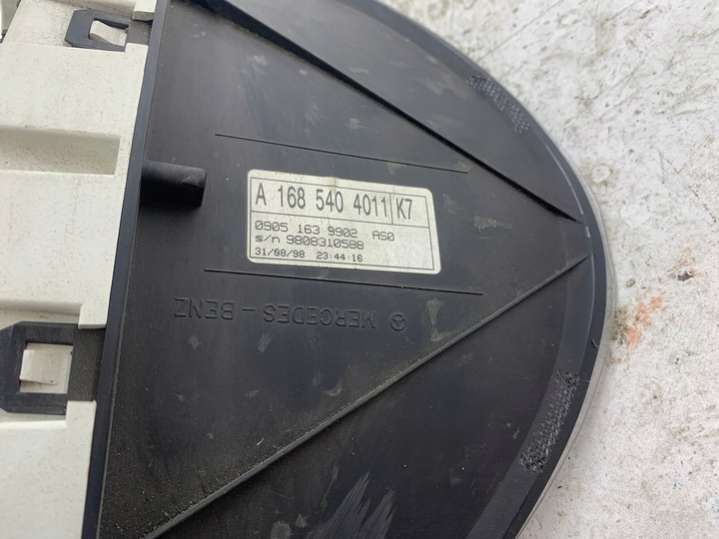 A 168 540 4011 K7
0905 163 9902 AS0
s/n 9808310588
31/08/98 23:44:16
MERCEDES-BENZ